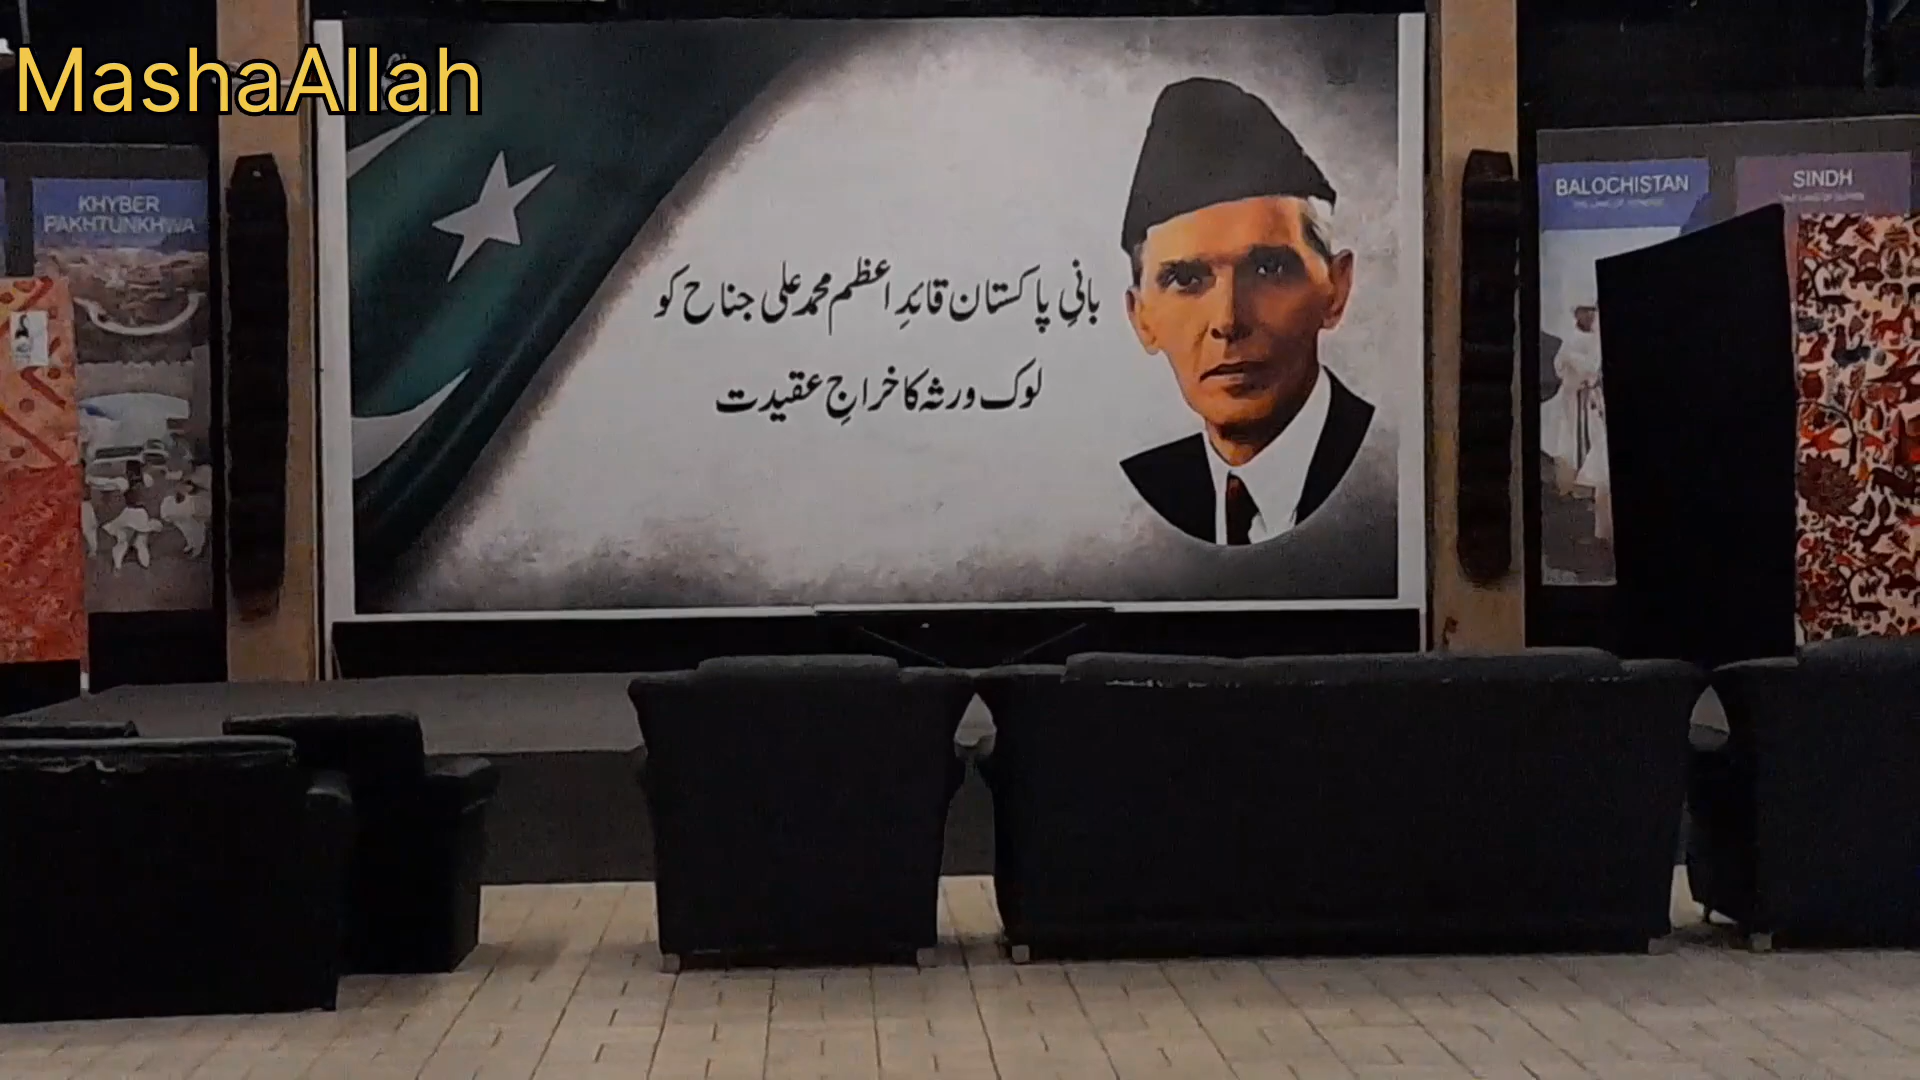 MashaAllah
KHYBER
PAKHTUNKHWA
بانیِ پاکستان قائدِ اعظم محمد علی جناح کو
لوک ورثہ کا خراجِ عقیدت
BALOCHISTAN
SINDH